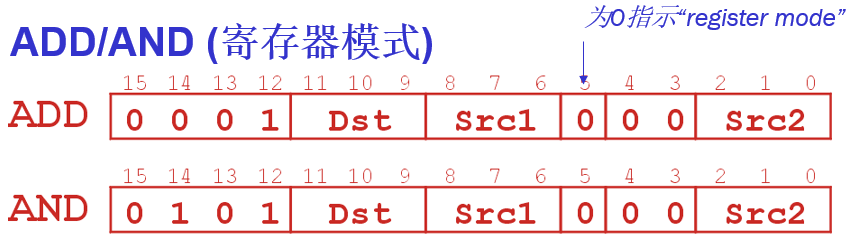 为0指示“register mode”
ADD/AND (寄存器模式)
15 14 13 12 11 10 9 8 7 6 5 4 3 2 1 0
ADD 0 0 0 1 Dst Src1 0 0 0 Src2
15 14 13 12 11 10 9 8 7 6 5 4 3 2 1 0
AND 0 1 0 1 Dst Src1 0 0 0 Src2